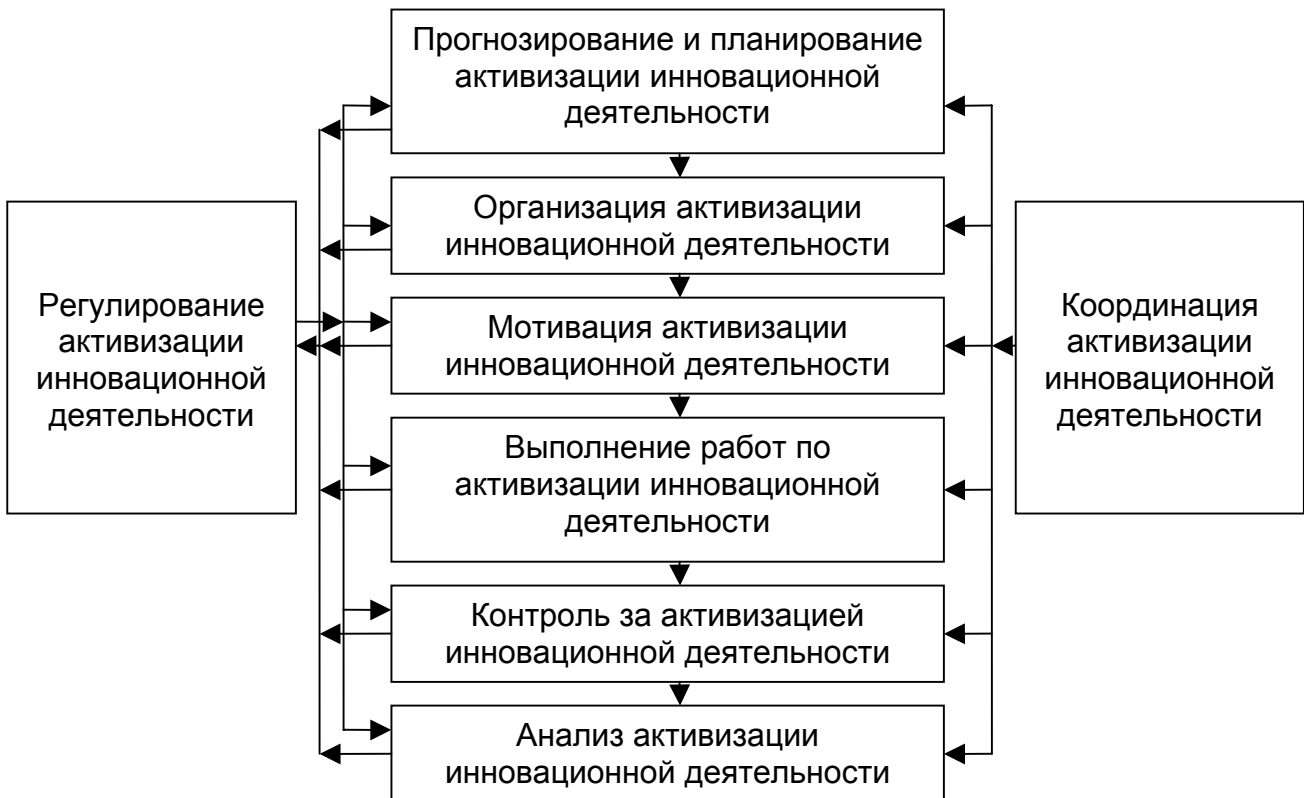 Прогнозирование и планирование
активизации инновационной
деятельности
Организация активизации
инновационной деятельности
Регулирование
активизации
инновационной
деятельности
Мотивация активизации
инновационной деятельности
Координация
активизации
инновационной
деятельности
Выполнение работ по
активизации инновационной
деятельности
Контроль за активизацией
инновационной деятельности
Анализ активизации
инновационной деятельности